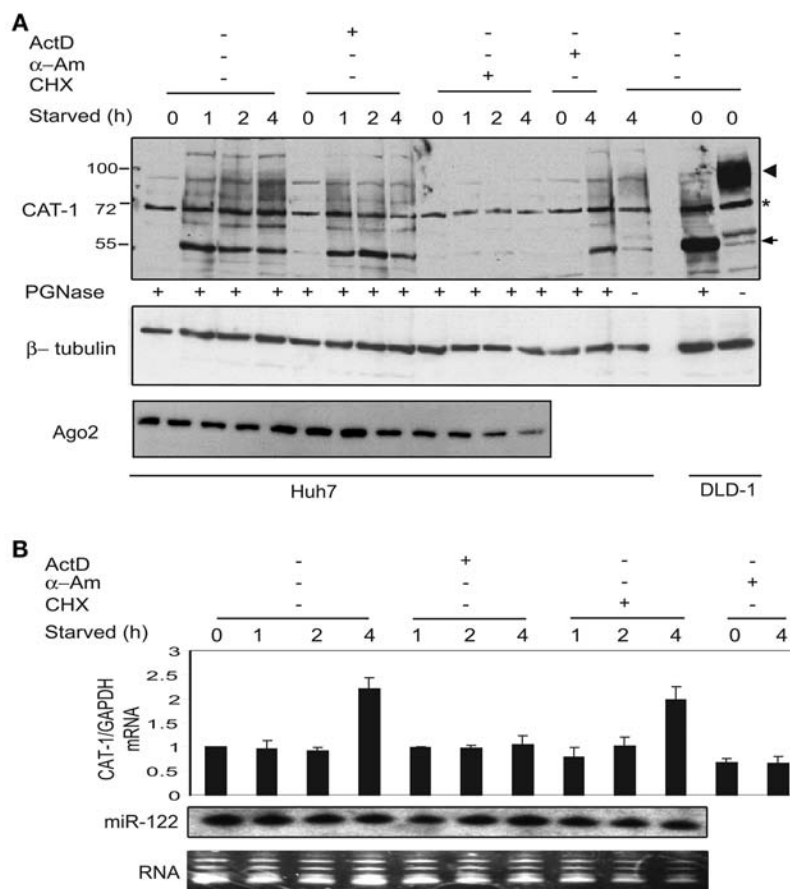 A
ActD - + - - -
α–Am - - - + -
CHX - - + - -
Starved (h) 0 1 2 4 0 1 2 4 0 1 2 4 0 4 4 0 0
100
CAT-1 72 *
55
PGNase + + + + + + + + + + + + + + - + -
β– tubulin
Ago2
Huh7 DLD-1
B
ActD - + - -
α–Am - - - +
CHX - - + -
Starved (h) 0 1 2 4 1 2 4 1 2 4 0 4
CAT-1/GAPDH
mRNA
3
2.5
2
1.5
1
0.5
0
miR-122
RNA